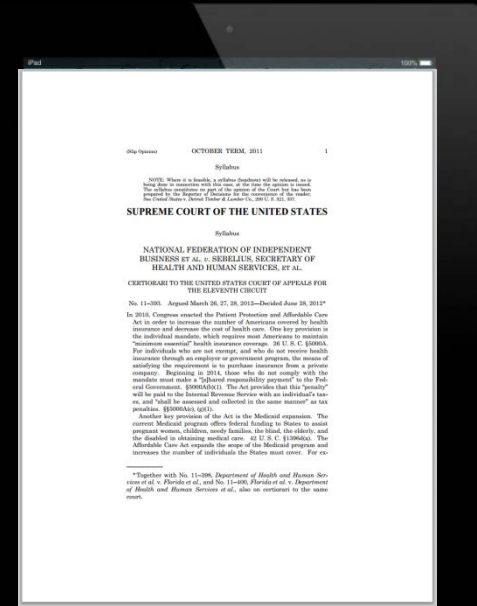 iPad
100%
(Slip Opinion) OCTOBER TERM, 2011 1
Syllabus
NOTE: Where it is feasible, a syllabus (headnote) will be released, as is
being done in connection with this case, at the time the opinion is issued.
The syllabus constitutes no part of the opinion of the Court but has been
prepared by the Reporter of Decisions for the convenience of the reader.
See United States v. Detroit Timber & Lumber Co., 200 U. S. 321, 337.
SUPREME COURT OF THE UNITED STATES
Syllabus
NATIONAL FEDERATION OF INDEPENDENT
BUSINESS ET AL. v. SEBELIUS, SECRETARY OF
HEALTH AND HUMAN SERVICES, ET AL.
CERTIORARI TO THE UNITED STATES COURT OF APPEALS FOR
THE ELEVENTH CIRCUIT
No. 11–393. Argued March 26, 27, 28, 2012—Decided June 28, 2012*
In 2010, Congress enacted the Patient Protection and Affordable Care
Act in order to increase the number of Americans covered by health
insurance and decrease the cost of health care. One key provision is
the individual mandate, which requires most Americans to maintain
“minimum essential” health insurance coverage. 26 U. S. C. §5000A.
For individuals who are not exempt, and who do not receive health
insurance through an employer or government program, the means of
satisfying the requirement is to purchase insurance from a private
company. Beginning in 2014, those who do not comply with the
mandate must make a “[s]hared responsibility payment” to the Fed-
eral Government. §5000A(b)(1). The Act provides that this “penalty”
will be paid to the Internal Revenue Service with an individual’s tax-
es, and “shall be assessed and collected in the same manner” as tax
penalties. §§5000A(c), (g)(1).
Another key provision of the Act is the Medicaid expansion. The
current Medicaid program offers federal funding to States to assist
pregnant women, children, needy families, the blind, the elderly, and
the disabled in obtaining medical care. 42 U. S. C. §1396d(a). The
Affordable Care Act expands the scope of the Medicaid program and
increases the number of individuals the States must cover. For ex-
*Together with No. 11–398, Department of Health and Human Ser-
vices et al. v. Florida et al., and No. 11–400, Florida et al. v. Department
of Health and Human Services et al., also on certiorari to the same
court.